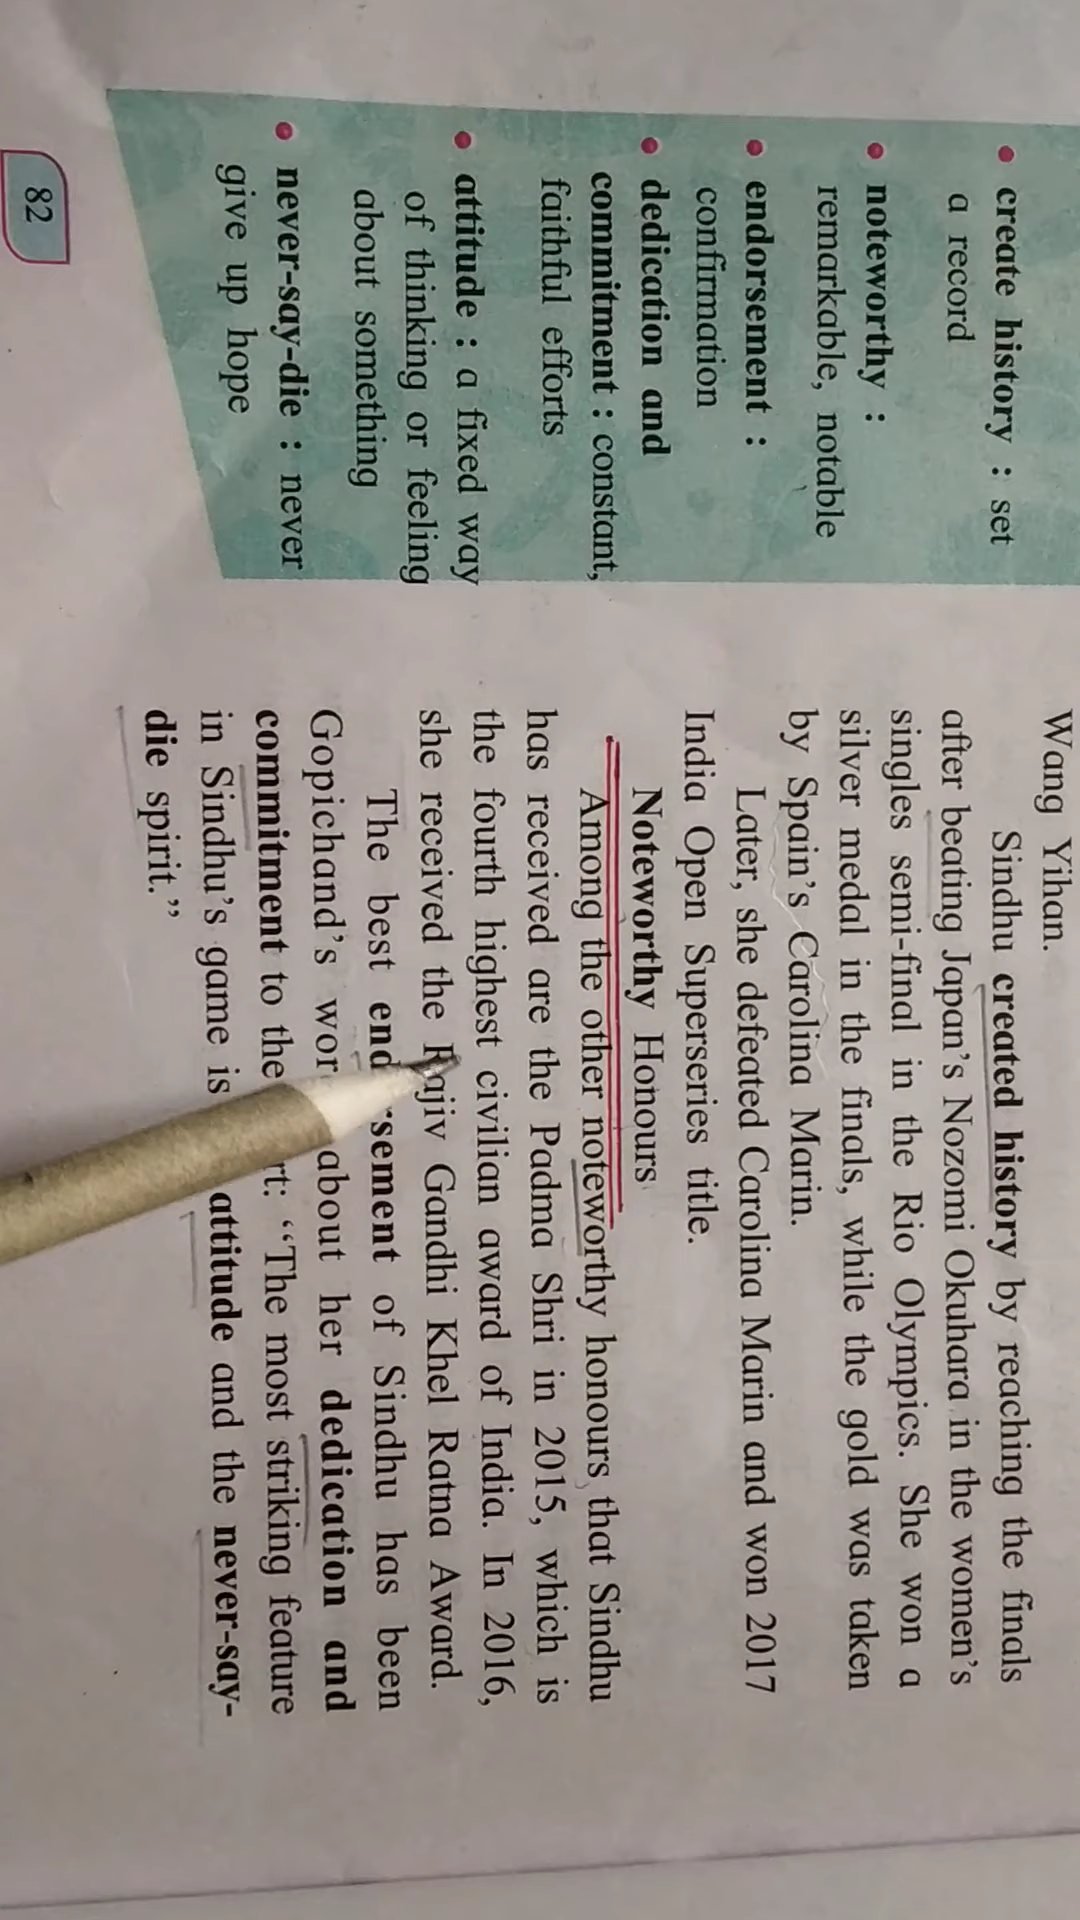 • create history : set
a record
• noteworthy :
remarkable, notable
• endorsement :
confirmation
• dedication and
commitment : constant,
faithful efforts
• attitude : a fixed way
of thinking or feeling
about something
• never-say-die : never
give up hope
82
Wang Yihan.
Sindhu created history by reaching the finals
after beating Japan's Nozomi Okuhara in the women's
singles semi-final in the Rio Olympics. She won a
silver medal in the finals, while the gold was taken
by Spain's Carolina Marin.
Later, she defeated Carolina Marin and won 2017
India Open Superseries title.
Noteworthy Honours
Among the other noteworthy honours that Sindhu
has received are the Padma Shri in 2015, which is
the fourth highest civilian award of India. In 2016,
she received the Rajiv Gandhi Khel Ratna Award.
The best endorsement of Sindhu has been
Gopichand's about her dedication and
commitment to the "The most striking feature
in Sindhu's game is attitude and the never-say-
die spirit."